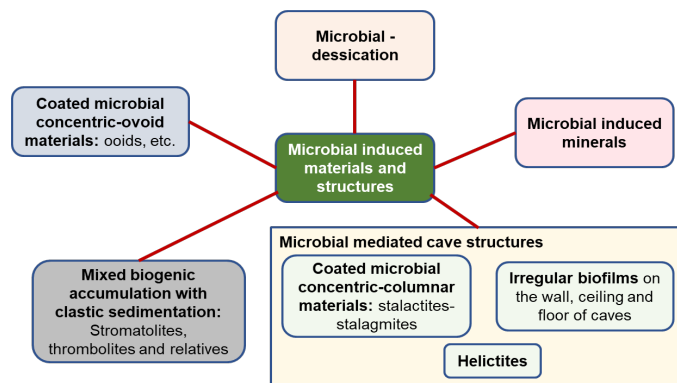 Microbial -
dessication
Coated microbial
concentric-ovoid
materials: ooids, etc.
Microbial induced
minerals
Microbial induced
materials and
structures
Mixed biogenic
accumulation with
clastic sedimentation:
Stromatolites,
thrombolites and relatives
Microbial mediated cave structures
Coated microbial
concentric-columnar
materials: stalactites-
stalagmites
Irregular biofilms on
the wall, ceiling and
floor of caves
Helictites